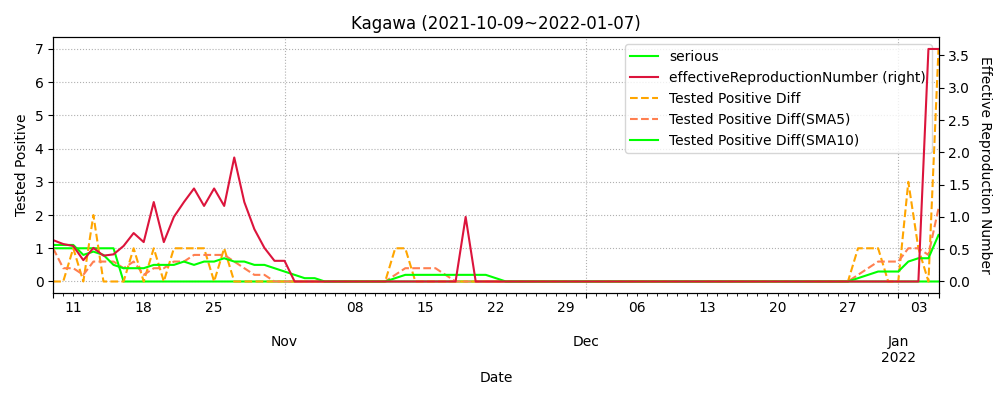 Kagawa (2021-10-09~2022-01-07)
serious
effectiveReproductionNumber (right)
Tested Positive Diff
Tested Positive Diff(SMA5)
Tested Positive Diff(SMA10)
Tested Positive
7
6
5
4
3
2
1
0
Effective Reproduction Number
3.5
3.0
2.5
2.0
1.5
1.0
0.5
0.0
11 18 25 08 15 22 29 06 13 20 27 03
Nov Dec Jan
2022
Date